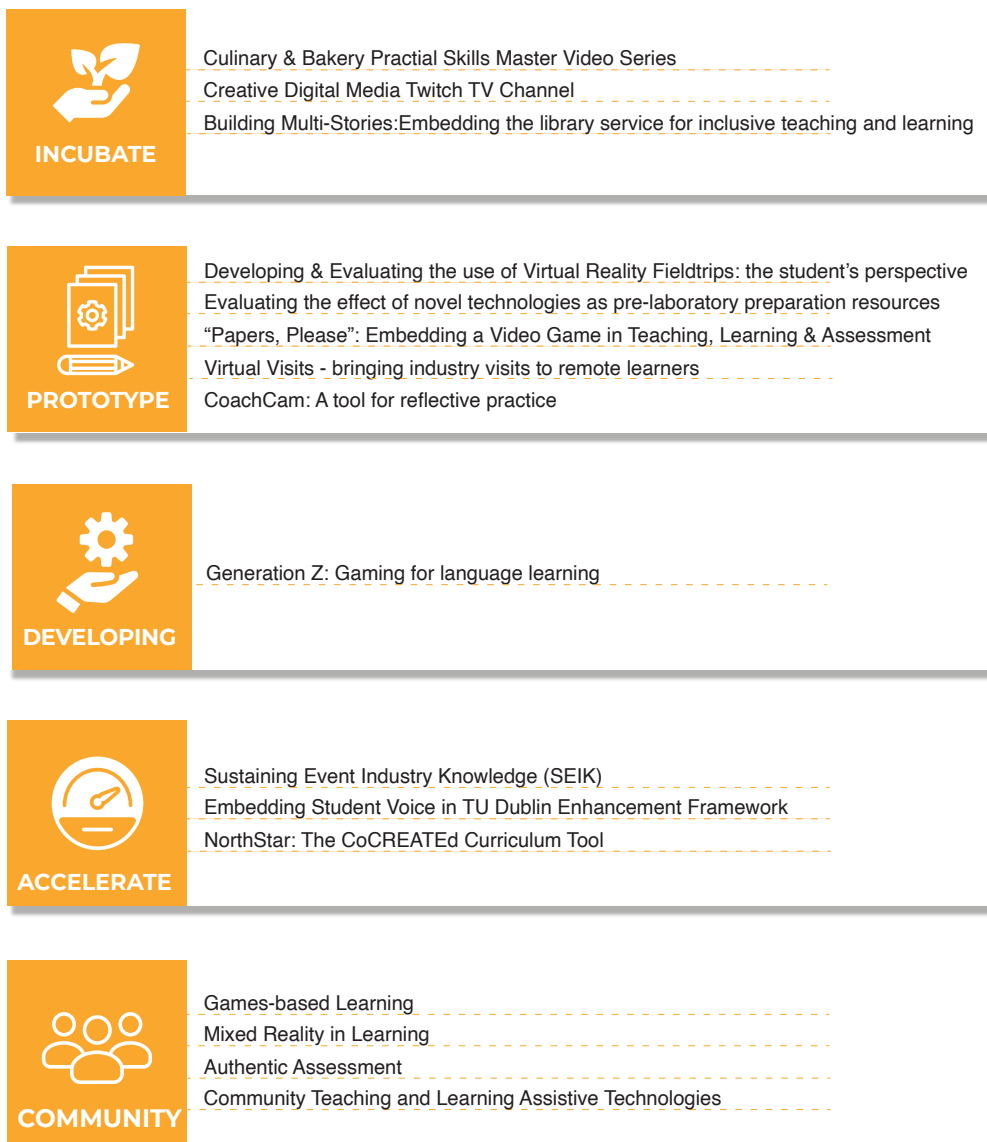 INCUBATE
Culinary & Bakery Practial Skills Master Video Series
Creative Digital Media Twitch TV Channel
Building Multi-Stories:Embedding the library service for inclusive teaching and learning
PROTOTYPE
Developing & Evaluating the use of Virtual Reality Fieldtrips: the student’s perspective
Evaluating the effect of novel technologies as pre-laboratory preparation resources
“Papers, Please”: Embedding a Video Game in Teaching, Learning & Assessment
Virtual Visits - bringing industry visits to remote learners
CoachCam: A tool for reflective practice
DEVELOPING
Generation Z: Gaming for language learning
ACCELERATE
Sustaining Event Industry Knowledge (SEIK)
Embedding Student Voice in TU Dublin Enhancement Framework
NorthStar: The CoCREATEd Curriculum Tool
COMMUNITY
Games-based Learning
Mixed Reality in Learning
Authentic Assessment
Community Teaching and Learning Assistive Technologies